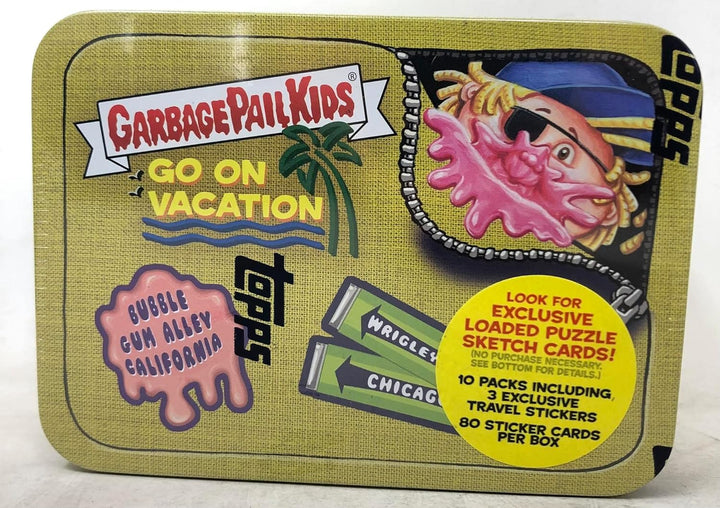 GARBAGE PAIL KIDS®
GO ON
VACATION
topps
topps
BUBBLE
GUM ALLEY
CALIFORNIA
WRIGLEY
CHICAG
LOOK FOR
EXCLUSIVE
LOADED PUZZLE
SKETCH CARDS!
(NO PURCHASE NECESSARY.
SEE BOTTOM FOR DETAILS.)
10 PACKS INCLUDING
3 EXCLUSIVE
TRAVEL STICKERS
80 STICKER CARDS
PER BOX